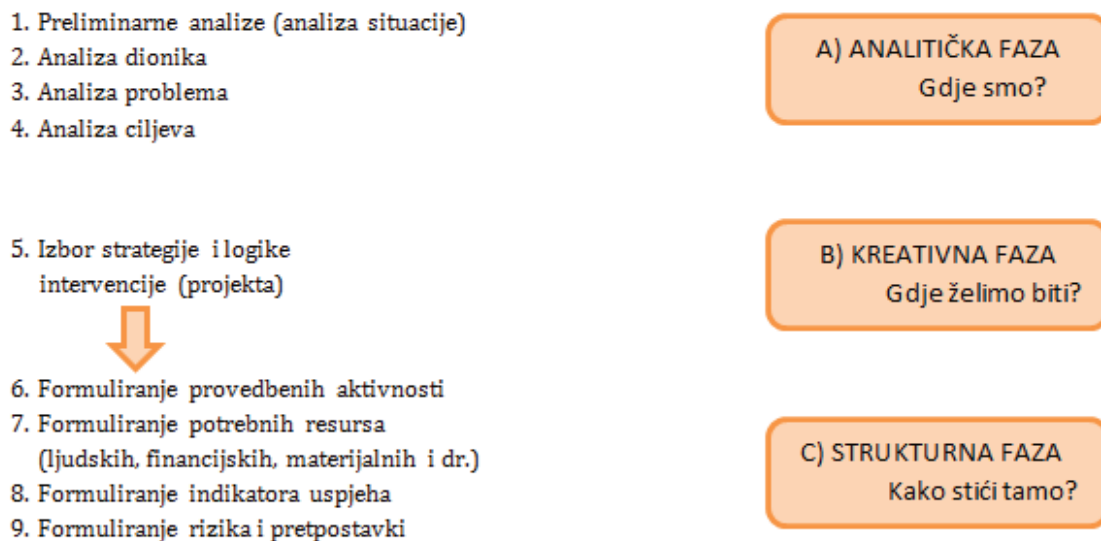 1. Preliminarne analize (analiza situacije)
2. Analiza dionika
3. Analiza problema
4. Analiza ciljeva
A) ANALITIČKA FAZA
Gdje smo?
5. Izbor strategije i logike
intervencije (projekta)
B) KREATIVNA FAZA
Gdje želimo biti?
6. Formuliranje provedbenih aktivnosti
7. Formuliranje potrebnih resursa
(ljudskih, financijskih, materijalnih i dr.)
8. Formuliranje indikatora uspjeha
9. Formuliranje rizika i pretpostavki
C) STRUKTURNA FAZA
Kako stići tamo?